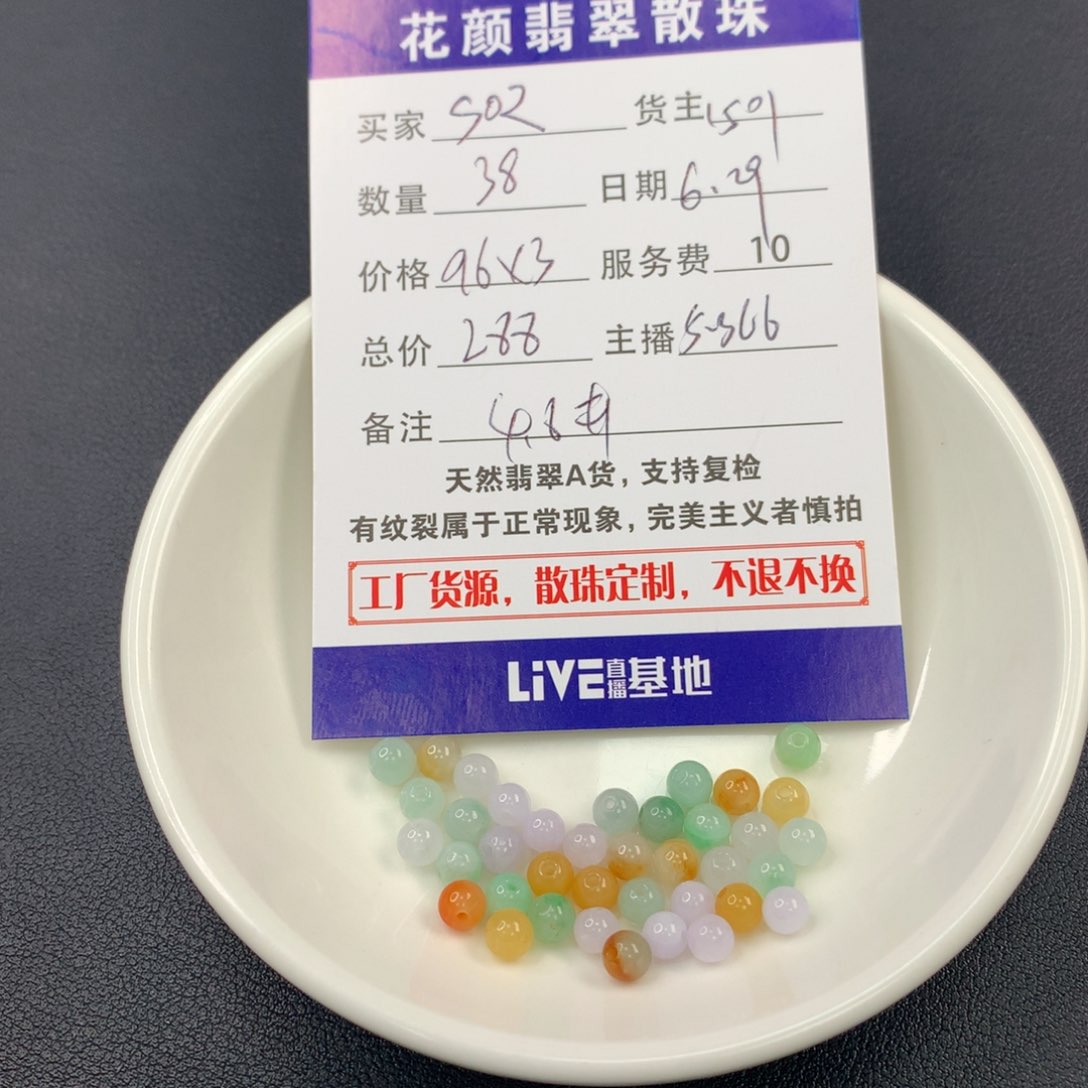 花颜翡翠散珠
买家 502 货主 1501
数量 38 日期 6.29
价格 96X3 服务费 10
总价 288 主播
备注 4.8
天然翡翠A货，支持复检
有纹裂属于正常现象，完美主义者慎拍
工厂货源，散珠定制，不退不换
LiVE直播基地